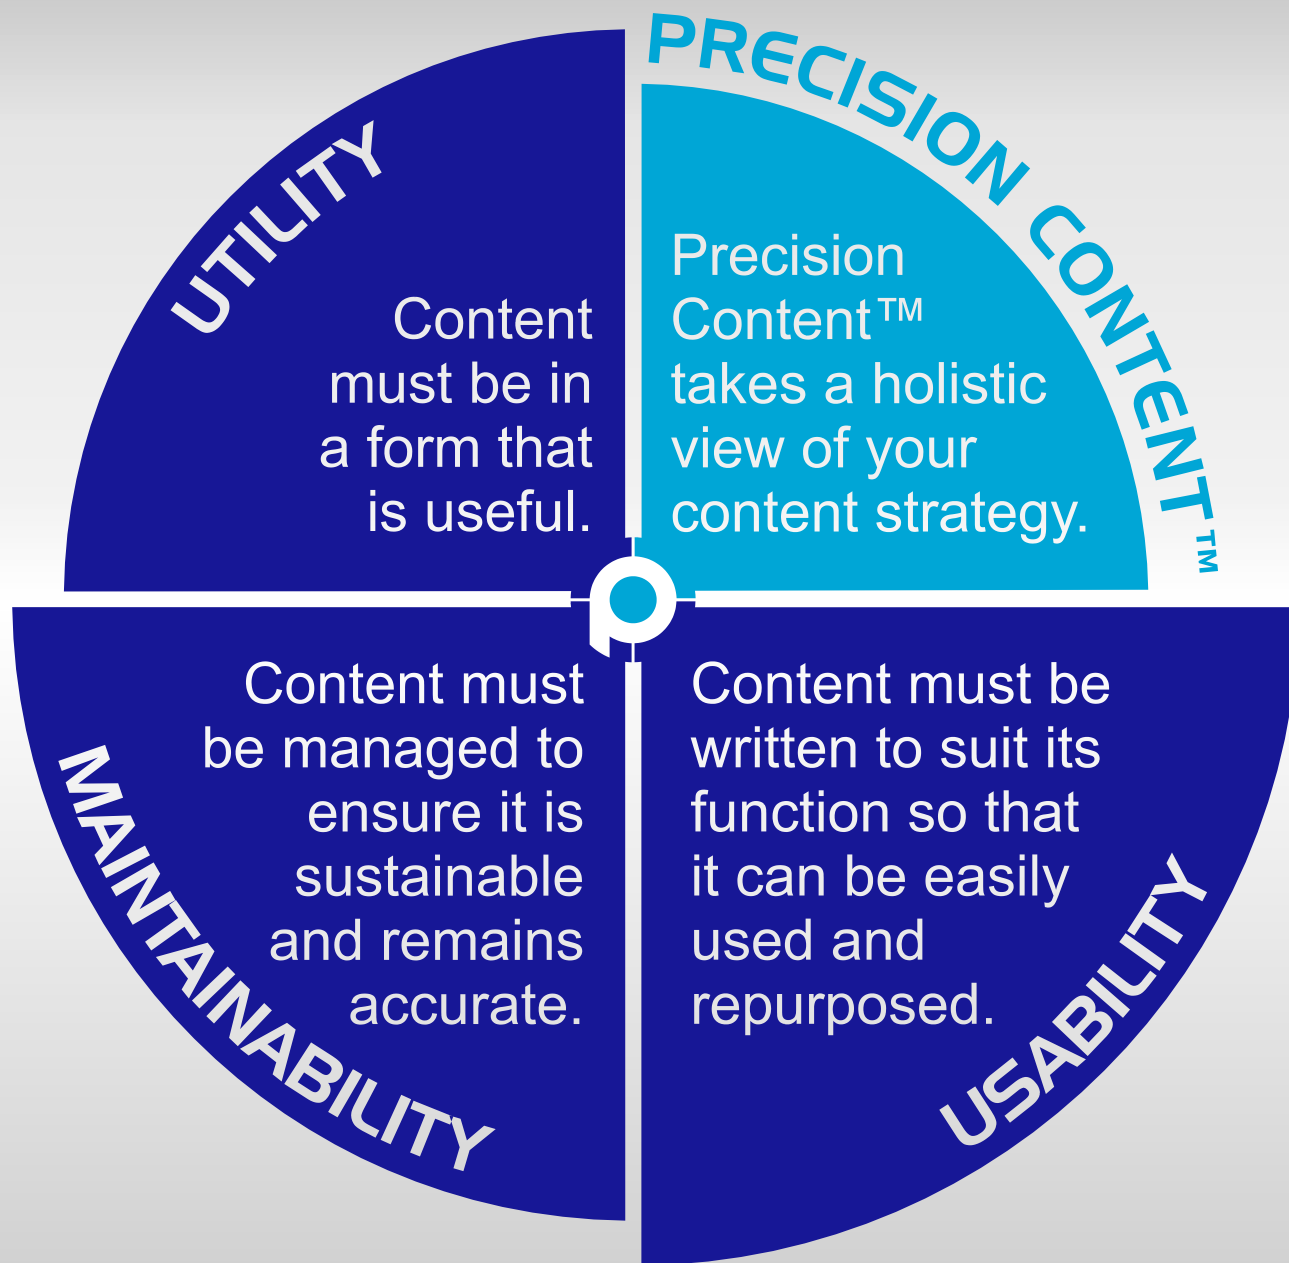 UTILITY
Content
must be in
a form that
is useful.
PRECISION CONTENT™
Precision
Content™
takes a holistic
view of your
content strategy.
MAINTAINABILITY
Content must
be managed to
ensure it is
sustainable
and remains
accurate.
Content must be
written to suit its
function so that
it can be easily
used and
repurposed.
USABILITY